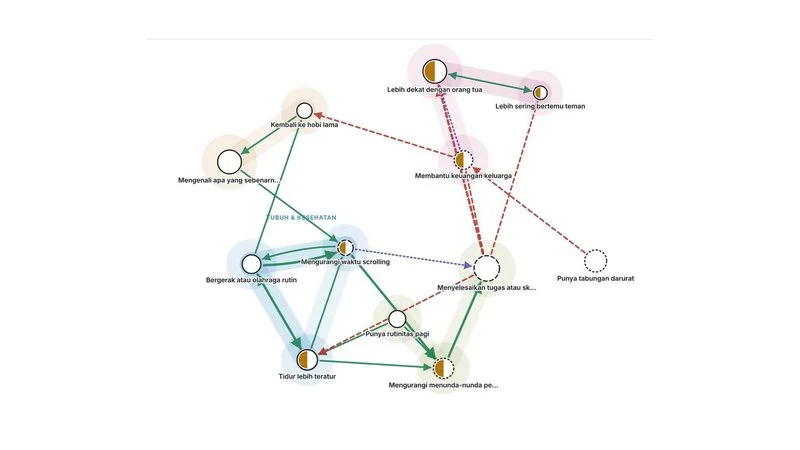 Lebih dekat dengan orang tua
Lebih sering bertemu teman
Kembali ke hobi lama
Mengenali apa yang sebenarn...
Membantu keuangan keluarga
TUBUH & KESEHATAN
Mengurangi waktu scrolling
Bergerak atau olahraga rutin
Punya tabungan darurat
Menyelesaikan tugas atau sk...
Punya rutinitas pagi
Tidur lebih teratur
Mengurangi menunda-nunda pe...